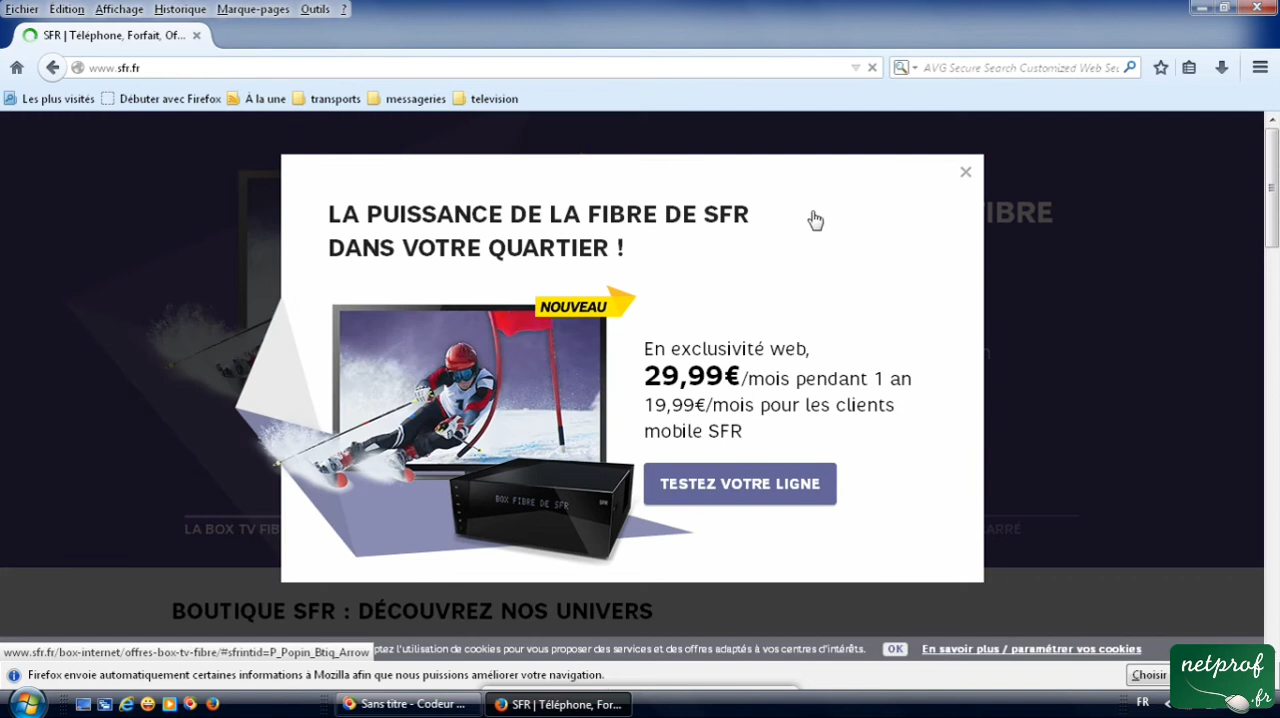 Fichier Édition Affichage Historique Marque-pages Outils ?
SFR | Téléphone, Forfait, Of...
www.sfr.fr
AVG Secure Search Customized Web Sea
Les plus visités Débuter avec Firefox À la une transports messageries television
LA PUISSANCE DE LA FIBRE DE SFR
DANS VOTRE QUARTIER !
FIBRE
NOUVEAU
En exclusivité web,
29,99€/mois pendant 1 an
19,99€/mois pour les clients
mobile SFR
TESTEZ VOTRE LIGNE
BOX FIBRE DE SFR
SFR
LA BOX TV FIB
ARRÉ
BOUTIQUE SFR : DÉCOUVREZ NOS UNIVERS
www.sfr.fr/box-internet/offres-box-tv-fibre/#sfrintid=P_Popin_Btiq_Arrow
ptez l'utilisation de cookies pour vous proposer des services et des offres adaptés à vos centres d'intérêts. OK En savoir plus / paramétrer vos cookies
Firefox envoie automatiquement certaines informations à Mozilla afin que nous puissions améliorer votre navigation. Choisir
netprof
.fr
Sans titre - Codeur ... SFR | Téléphone, For... FR